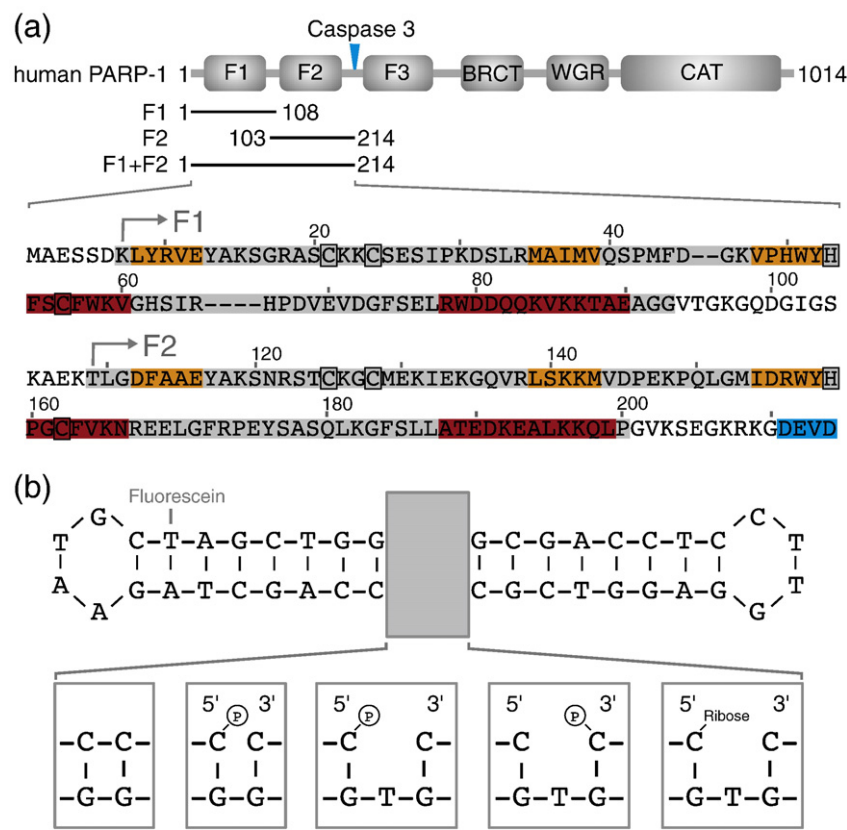 (a)
Caspase 3
human PARP-1 1 F1 F2 F3 BRCT WGR CAT 1014
F1 1 108
F2 103 214
F1+F2 1 214
F1
20 40
MAESSDKLYRVEYAKSGRASCKKCSESIPKDSLRMAIMVQSPMFD--GKVPHWYH
60 80 100
FSCFWKVGHSIR----HPDVEVDGFSELRWDDQQKVKKTAEAGGVTGKGQDGIGS
F2
120 140
KAEKTLGDFAAEYAKSNRSTCKGCMEKIEKGQVRLSKKMVDPEKPQLGMIDRWYH
160 180 200
PGCFVKNREELGFRPEYSASQLKGFSLLATEDKEALKKQLPGVKSEGKRKGDEVD
(b)
Fluorescein
G C
T C-T-A-G-C-T-G-G G-C-G-A-C-C-T-C T
A G-A-T-C-G-A-C-C C-G-C-T-G-G-A-G T
A G
5' P 3' 5' P 3' 5' P 3' 5' Ribose 3'
-C-C- -C C- -C C- -C C- -C C-
-G-G- -G-G- -G-T-G- -G-T-G- -G-T-G-